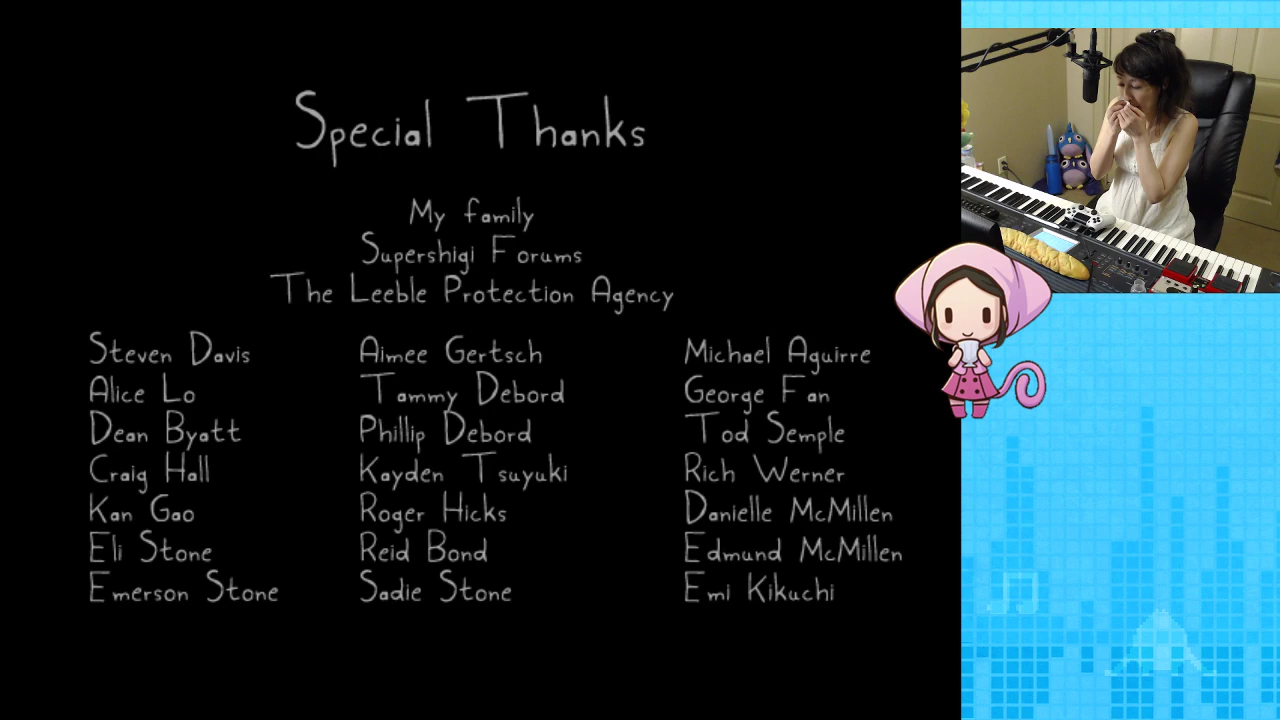 Special Thanks
My family
Supershigi Forums
The Leeble Protection Agency
Steven Davis
Alice Lo
Dean Byatt
Craig Hall
Kan Gao
Eli Stone
Emerson Stone
Aimee Gertsch
Tammy Debord
Phillip Debord
Kayden Tsuyuki
Roger Hicks
Reid Bond
Sadie Stone
Michael Aguirre
George Fan
Tod Semple
Rich Werner
Danielle McMillen
Edmund McMillen
Emi Kikuchi